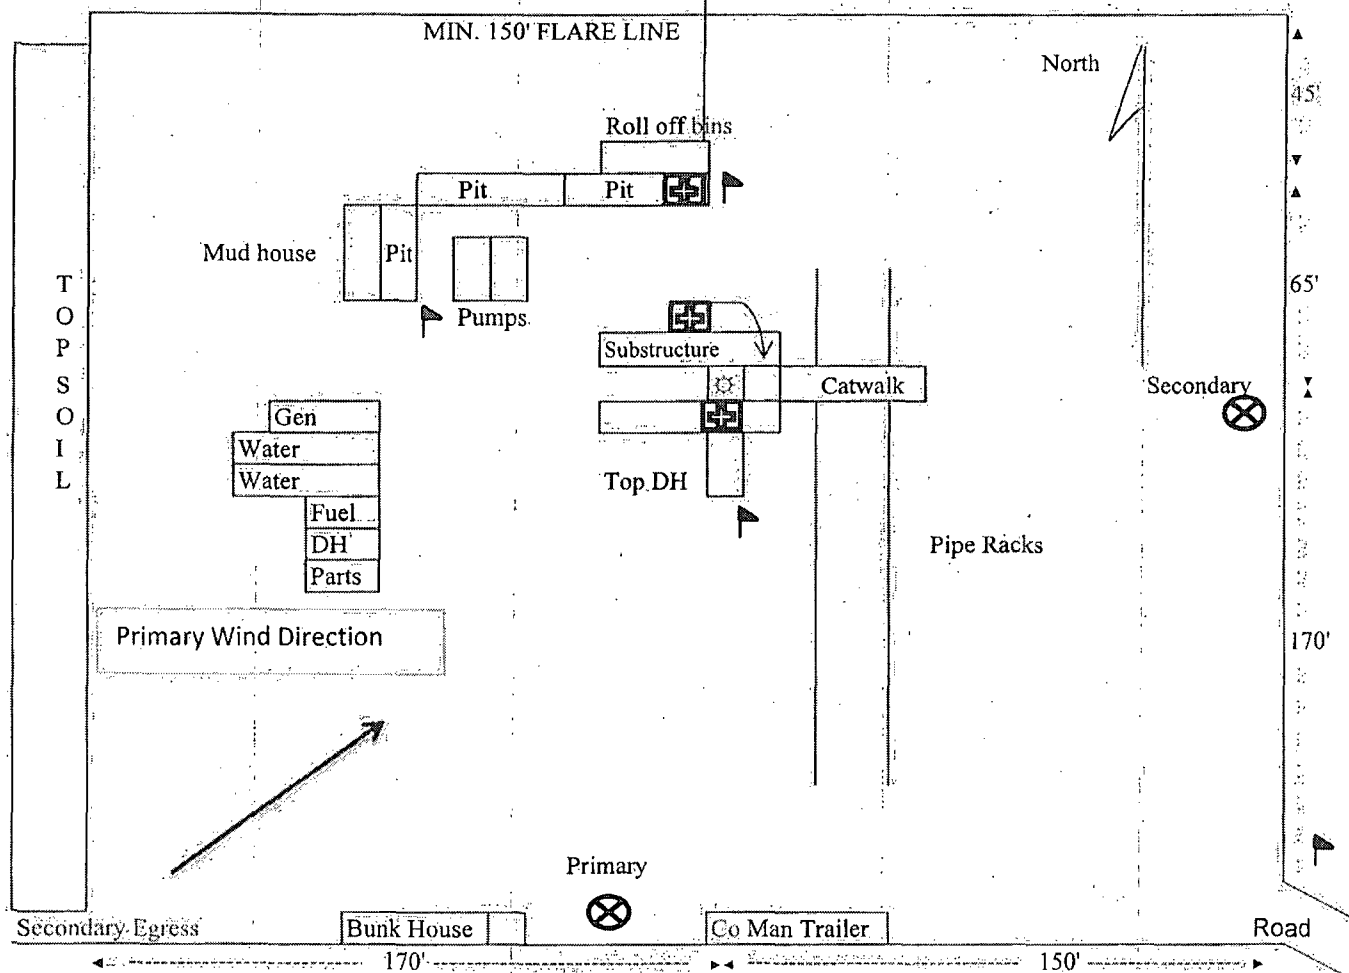 MIN. 150' FLARE LINE
North
45'
Roll off bins
Pit
Pit
Mud house
Pit
65'
TOPSOIL
Pumps
Substructure
Catwalk
Secondary
Gen
Water
Water
Top DH
Fuel
DH
Pipe Racks
Parts
Primary Wind Direction
170'
Primary
Secondary Egress
Bunk House
Co Man Trailer
Road
170'
150'